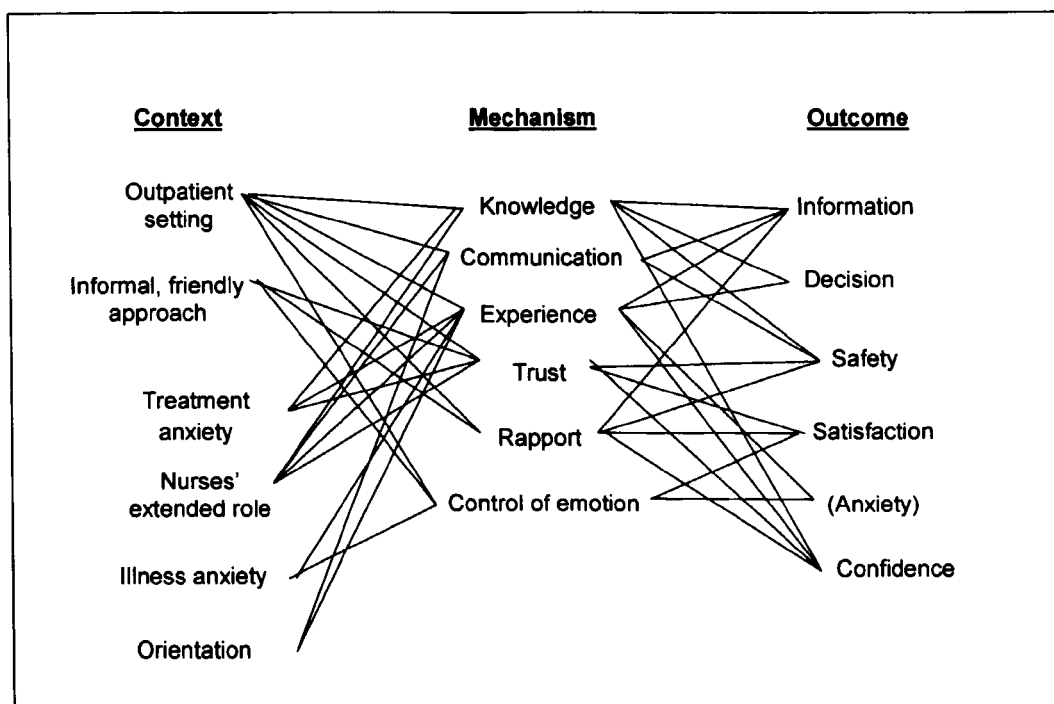 Context
Mechanism
Outcome
Outpatient
setting
Knowledge
Information
Communication
Informal, friendly
approach
Decision
Experience
Trust
Safety
Treatment
anxiety
Rapport
Satisfaction
Nurses'
extended role
Control of emotion
(Anxiety)
Illness anxiety
Confidence
Orientation